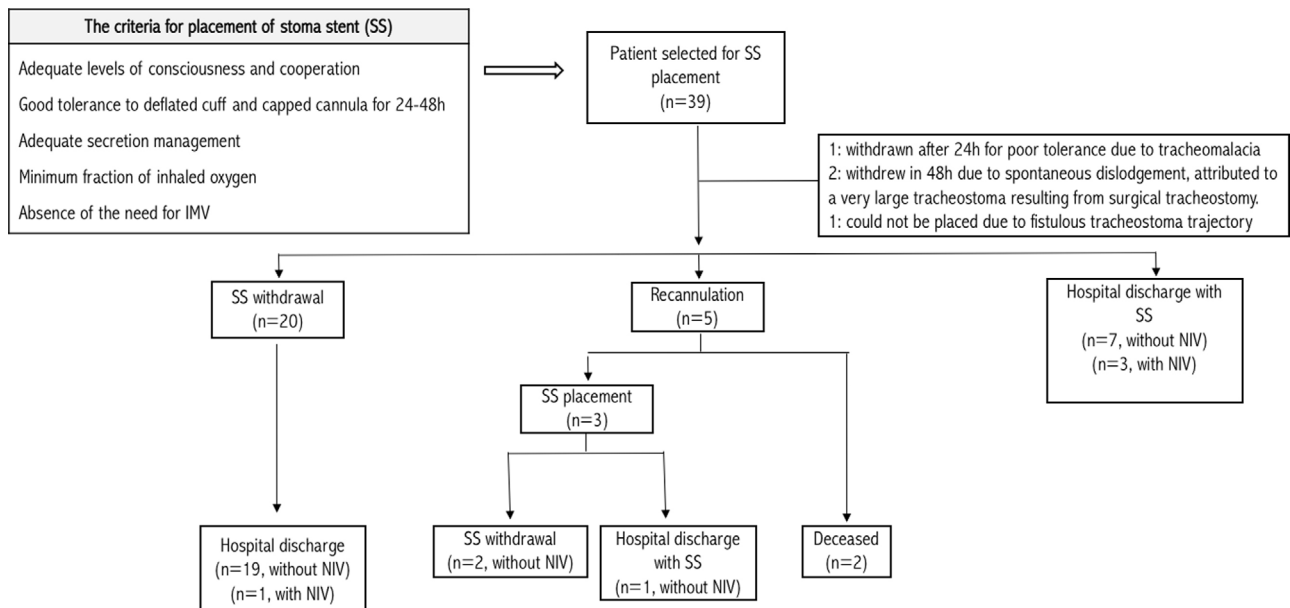 The criteria for placement of stoma stent (SS)
Adequate levels of consciousness and cooperation
Good tolerance to deflated cuff and capped cannula for 24-48h
Adequate secretion management
Minimum fraction of inhaled oxygen
Absence of the need for IMV
Patient selected for SS
placement
(n=39)
1: withdrawn after 24h for poor tolerance due to tracheomalacia
2: withdrew in 48h due to spontaneous dislodgement, attributed to
a very large tracheostoma resulting from surgical tracheostomy.
1: could not be placed due to fistulous tracheostoma trajectory
SS withdrawal
(n=20)
Recannulation
(n=5)
Hospital discharge with
SS
(n=7, without NIV)
(n=3, with NIV)
SS placement
(n=3)
Hospital discharge
(n=19, without NIV)
(n=1, with NIV)
SS withdrawal
(n=2, without NIV)
Hospital discharge
with SS
(n=1, without NIV)
Deceased
(n=2)